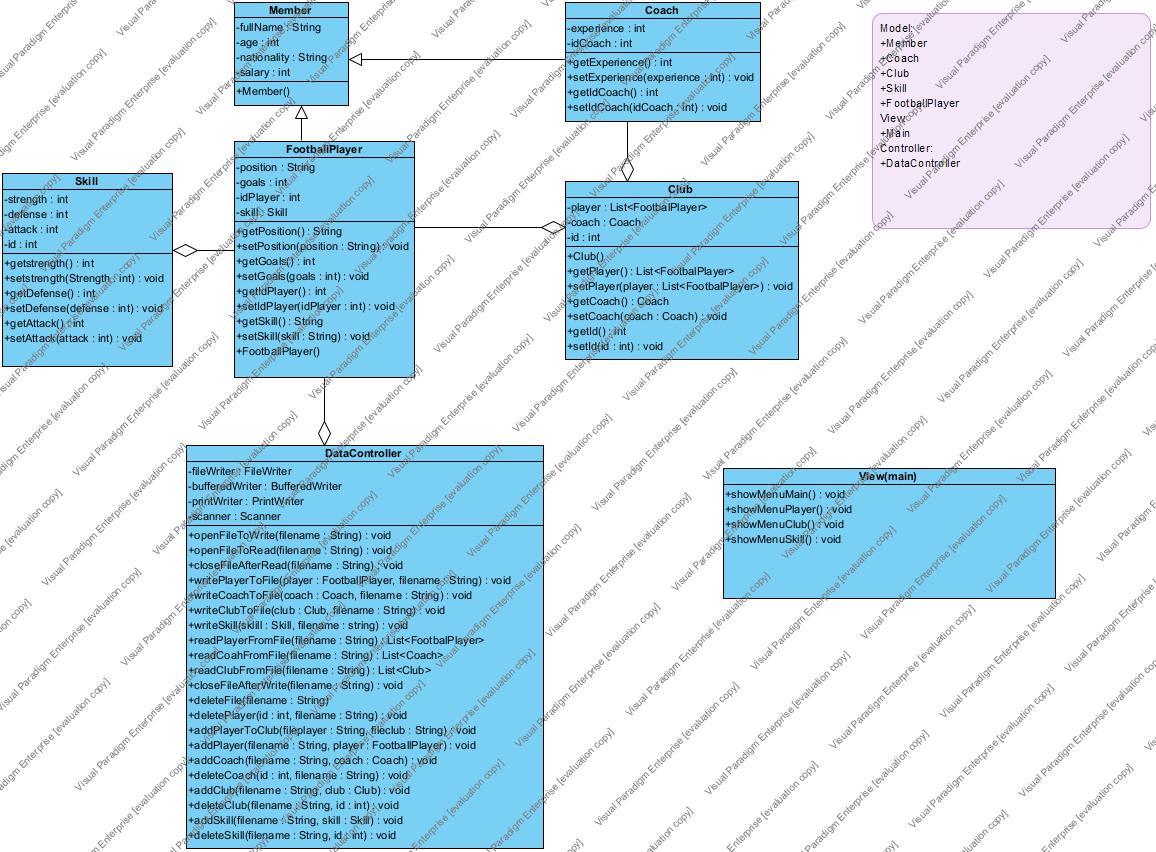 Member
-fullName : String
-age : int
-nationality : String
-salary : int
+Member()
Coach
-experience : int
-idCoach : int
+getExperience() : int
+setExperience(experience : int) : void
+getIdCoach() : int
+setIdCoach(idCoach : int) : void
Model:
+Member
+Coach
+Club
+Skill
+FootballPlayer
View:
+Main
Controller:
+DataController
FootballPlayer
-position : String
-goals : int
-idPlayer : int
-skill : Skill
+getPosition() : String
+setPosition(position : String) : void
+getGoals() : int
+setGoals(goals : int) : void
+getIdPlayer() : int
+setIdPlayer(idPlayer : int) : void
+getSkill() : String
+setSkill(skill : String) : void
+FootballPlayer()
Skill
-strength : int
-defense : int
-attack : int
-id : int
+getstrength() : int
+setstrength(Strength : int) : void
+getDefense() : int
+setDefense(defense : int) : void
+getAttack() : int
+setAttack(attack : int) : void
Club
-player : List<FootbalPlayer>
-coach : Coach
-id : int
+Club()
+getPlayer() : List<FootbalPlayer>
+setPlayer(player : List<FootbalPlayer>) : void
+getCoach() : Coach
+setCoach(coach : Coach) : void
+getId() : int
+setId(id : int) : void
DataController
-fileWriter : FileWriter
-bufferedWriter : BufferedWriter
-printWriter : PrintWriter
-scanner : Scanner
+openFileToWrite(filename : String) : void
+openFileToRead(filename : String) : void
+closeFileAfterRead(filename : String) : void
+writePlayerToFile(player : FootballPlayer, filename : String) : void
+writeCoachToFile(coach : Coach, filename : String) : void
+writeClubToFile(club : Club, filename : String) : void
+writeSkill(sklill : Skill, filename : string) : void
+readPlayerFromFile(filename : String) : List<FootballPlayer>
+readCoahFromFile(filename : String) : List<Coach>
+readClubFromFile(filename : String) : List<Club>
+closeFileAfterWrite(filename : String) : void
+deleteFile(filename : String)
+deletePlayer(id : int, filename : String) : void
+addPlayerToClub(fileplayer : String, fileclub : String) : void
+addPlayer(filename : String, player : FootballPlayer) : void
+addCoach(filename : String, coach : Coach) : void
+deleteCoach(id : int, filename : String) : void
+addClub(filename : String, club : Club) : void
+deleteClub(filename : String, id : int) : void
+addSkill(filename : String, skill : Skill) : void
+deleteSkill(filename : String, id : int) : void
View(main)
+showMenuMain() : void
+showMenuPlayer() : void
+showMenuClub() : void
+showMenuSkill() : void
Visual Paradigm Enterprise [evaluation copy]